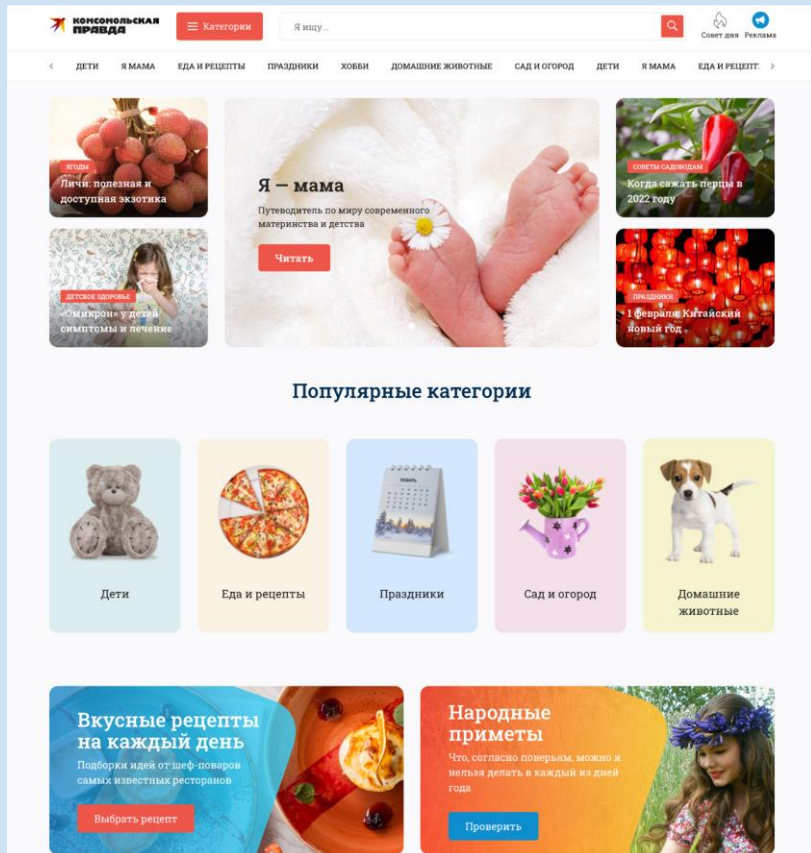 КОМСОМОЛЬСКАЯ
ПРАВДА
Категории
Я ищу...
Совет дня Реклама
ДЕТИ Я МАМА ЕДА И РЕЦЕПТЫ ПРАЗДНИКИ ХОББИ ДОМАШНИЕ ЖИВОТНЫЕ САД И ОГОРОД ДЕТИ Я МАМА ЕДА И РЕЦЕПТ
ЯГОДЫ
Личи: полезная и
доступная экзотика
ДЕТСКОЕ ЗДОРОВЬЕ
«Омикрон» у детей
симптомы и лечение
Я — мама
Путеводитель по миру современного
материнства и детства
Читать
СОВЕТЫ САДОВОДАМ
Когда сажать перцы в
2022 году
ПРАЗДНИКИ
1 февраля: Китайский
новый год
Популярные категории
Дети
Еда и рецепты
Праздники
Сад и огород
Домашние
животные
Вкусные рецепты
на каждый день
Подборки идей от шеф-поваров
самых известных ресторанов
Выбрать рецепт
Народные
приметы
Что, согласно поверьям, можно и
нельзя делать в каждый из дней
года
Проверить